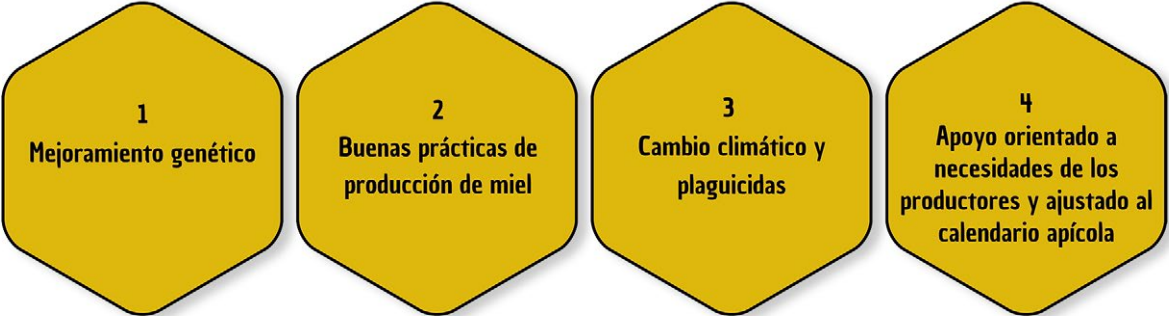 1
Mejoramiento genético
2
Buenas prácticas de
producción de miel
3
Cambio climático y
plaguicidas
4
Apoyo orientado a
necesidades de los
productores y ajustado al
calendario apícola